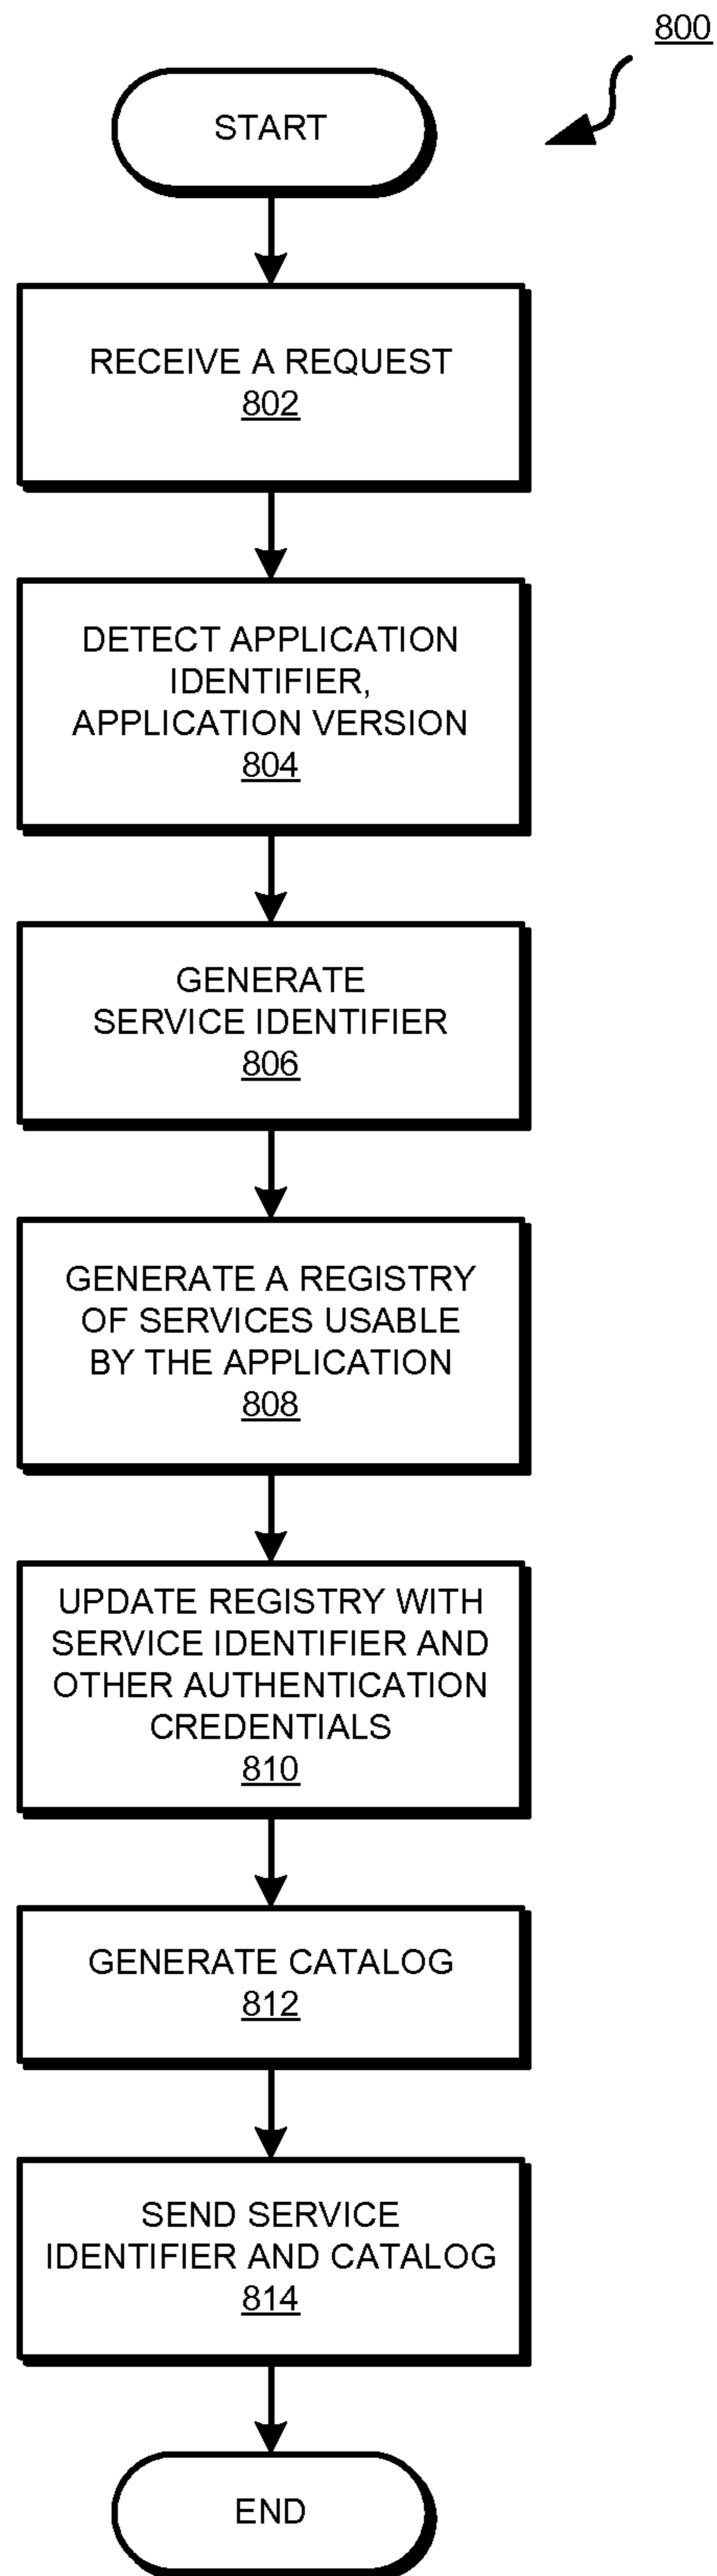 800
START
RECEIVE A REQUEST
802
DETECT APPLICATION
IDENTIFIER,
APPLICATION VERSION
804
GENERATE
SERVICE IDENTIFIER
806
GENERATE A REGISTRY
OF SERVICES USABLE
BY THE APPLICATION
808
UPDATE REGISTRY WITH
SERVICE IDENTIFIER AND
OTHER AUTHENTICATION
CREDENTIALS
810
GENERATE CATALOG
812
SEND SERVICE
IDENTIFIER AND CATALOG
814
END